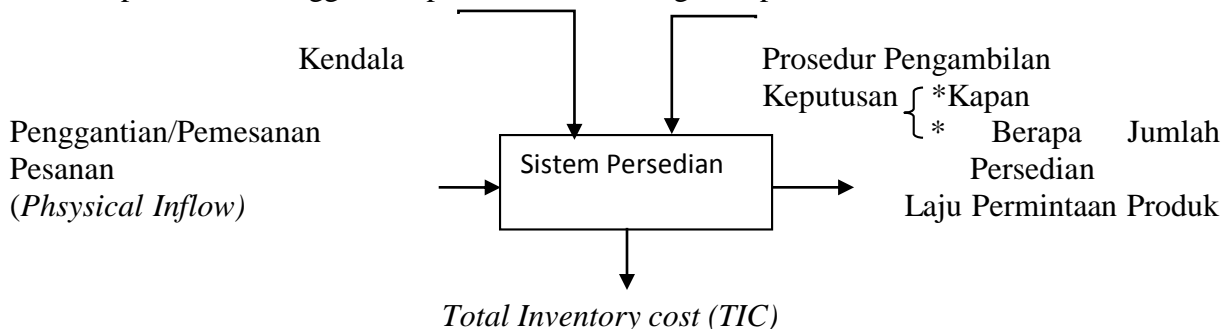 Kendala
Prosedur Pengambilan
Keputusan *Kapan
* Berapa Jumlah
Persedian
Penggantian/Pemesanan
Pesanan
(Phsysical Inflow)
Sistem Persedian
Laju Permintaan Produk
Total Inventory cost (TIC)